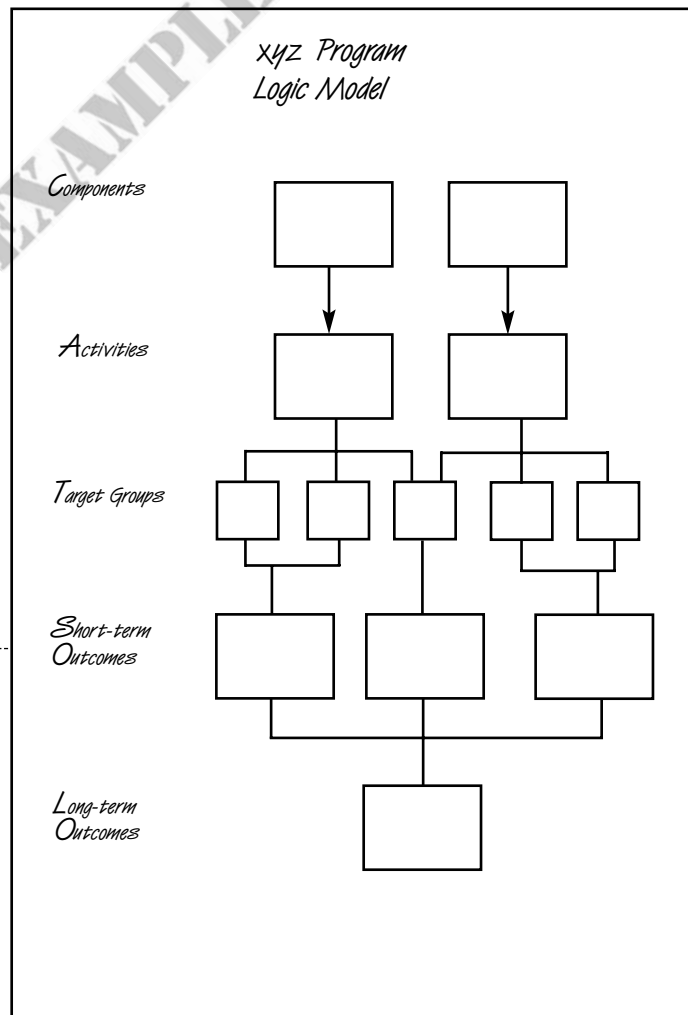 EXAMPLE
xyz Program
Logic Model
Components
Activities
Target Groups
Short-term
Outcomes
Long-term
Outcomes